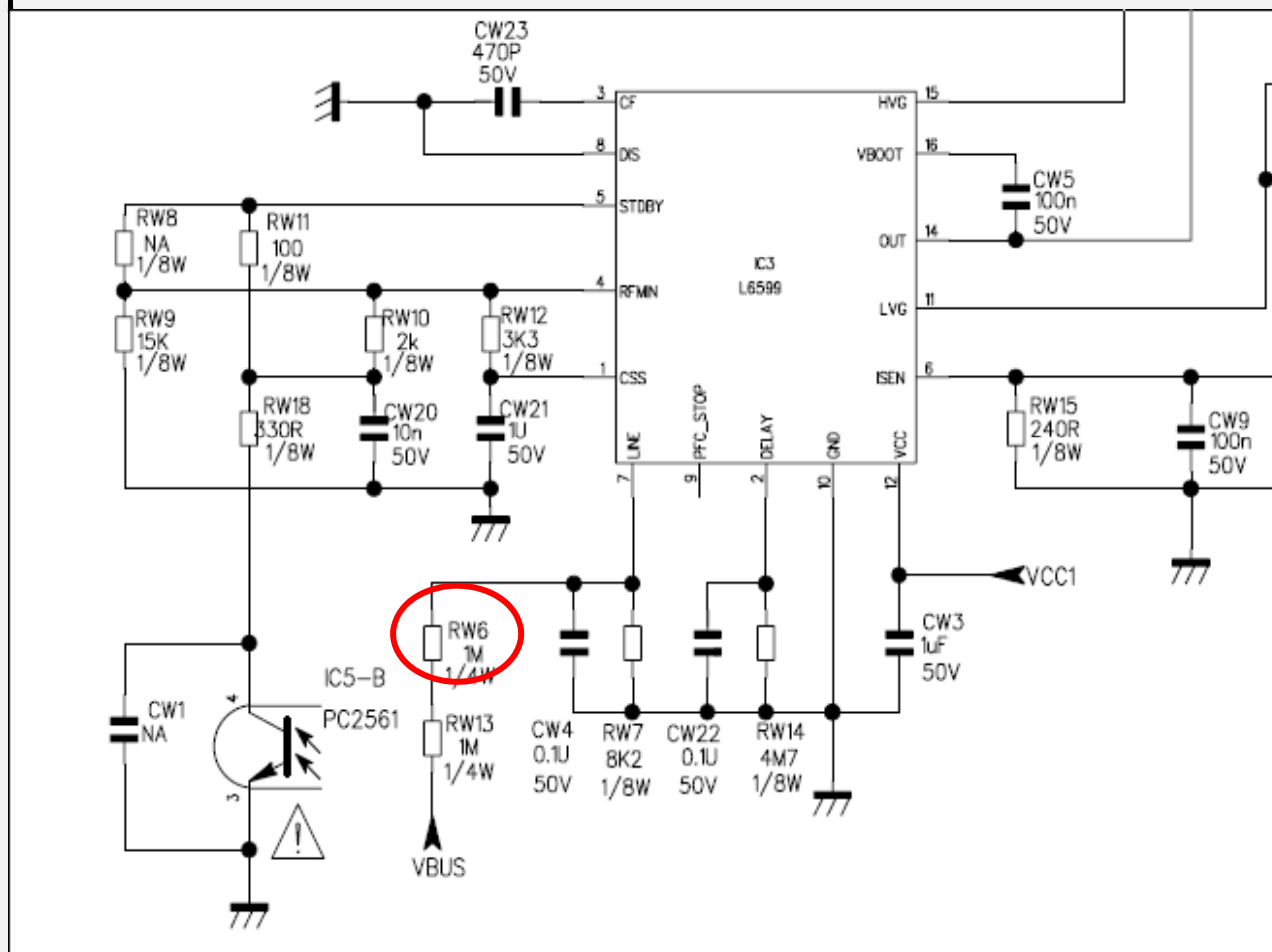 CW23
470P
50V
3
CF
HVG
15
8
DIS
VBOOT
16
CW5
100n
50V
5
STDBY
RW8
NA
1/8W
RW11
100
1/8W
OUT
14
IC3
L6599
4
RFMIN
LVG
11
RW9
15K
1/8W
RW10
2k
1/8W
RW12
3K3
1/8W
1
CSS
ISEN
6
RW18
330R
1/8W
CW20
10n
50V
CW21
1U
50V
LINE
PFC_STOP
DELAY
GND
VCC
7
9
2
10
12
RW15
240R
1/8W
CW9
100n
50V
VCC1
RW6
1M
1/4W
CW3
1uF
50V
IC5-B
PC2561
4
3
CW1
NA
RW13
1M
1/4W
CW4
0.1U
50V
RW7
8K2
1/8W
CW22
0.1U
50V
RW14
4M7
1/8W
!
VBUS